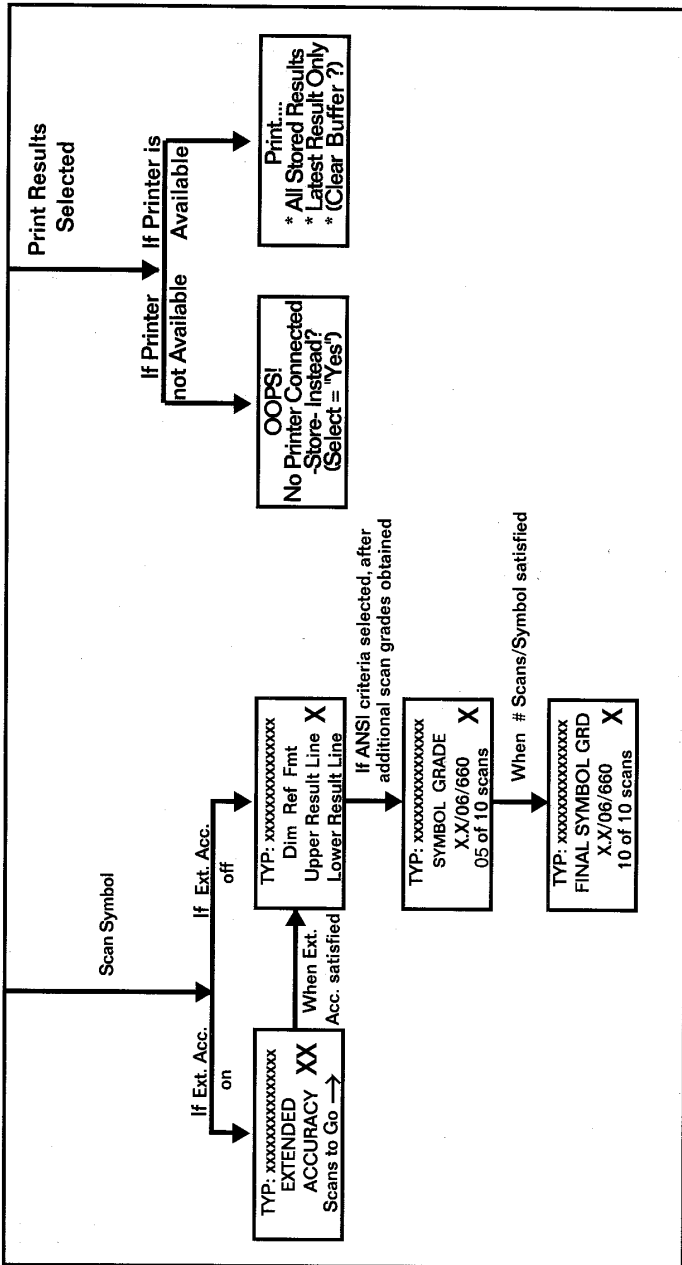 Scan Symbol
If Ext. Acc.
on
If Ext. Acc.
off
TYP: xxxxxxxxxxxxxxxxx
EXTENDED
ACCURACY XX
Scans to Go →
When Ext.
Acc. satisfied
TYP: xxxxxxxxxxxxxxxxx
Dim Ref Fmt
Upper Result Line X
Lower Result Line
If ANSI criteria selected, after
additional scan grades obtained
TYP: xxxxxxxxxxxxxxxxx
SYMBOL GRADE
X.X/06/660 X
05 of 10 scans
When # Scans/Symbol satisfied
TYP: xxxxxxxxxxxxxxxxx
FINAL SYMBOL GRD
X.X/06/660 X
10 of 10 scans
Print Results
Selected
If Printer
not Available
If Printer is
Available
OOPS!
No Printer Connected
-Store- Instead?
(Select = "Yes")
Print....
* All Stored Results
* Latest Result Only
* (Clear Buffer ?)